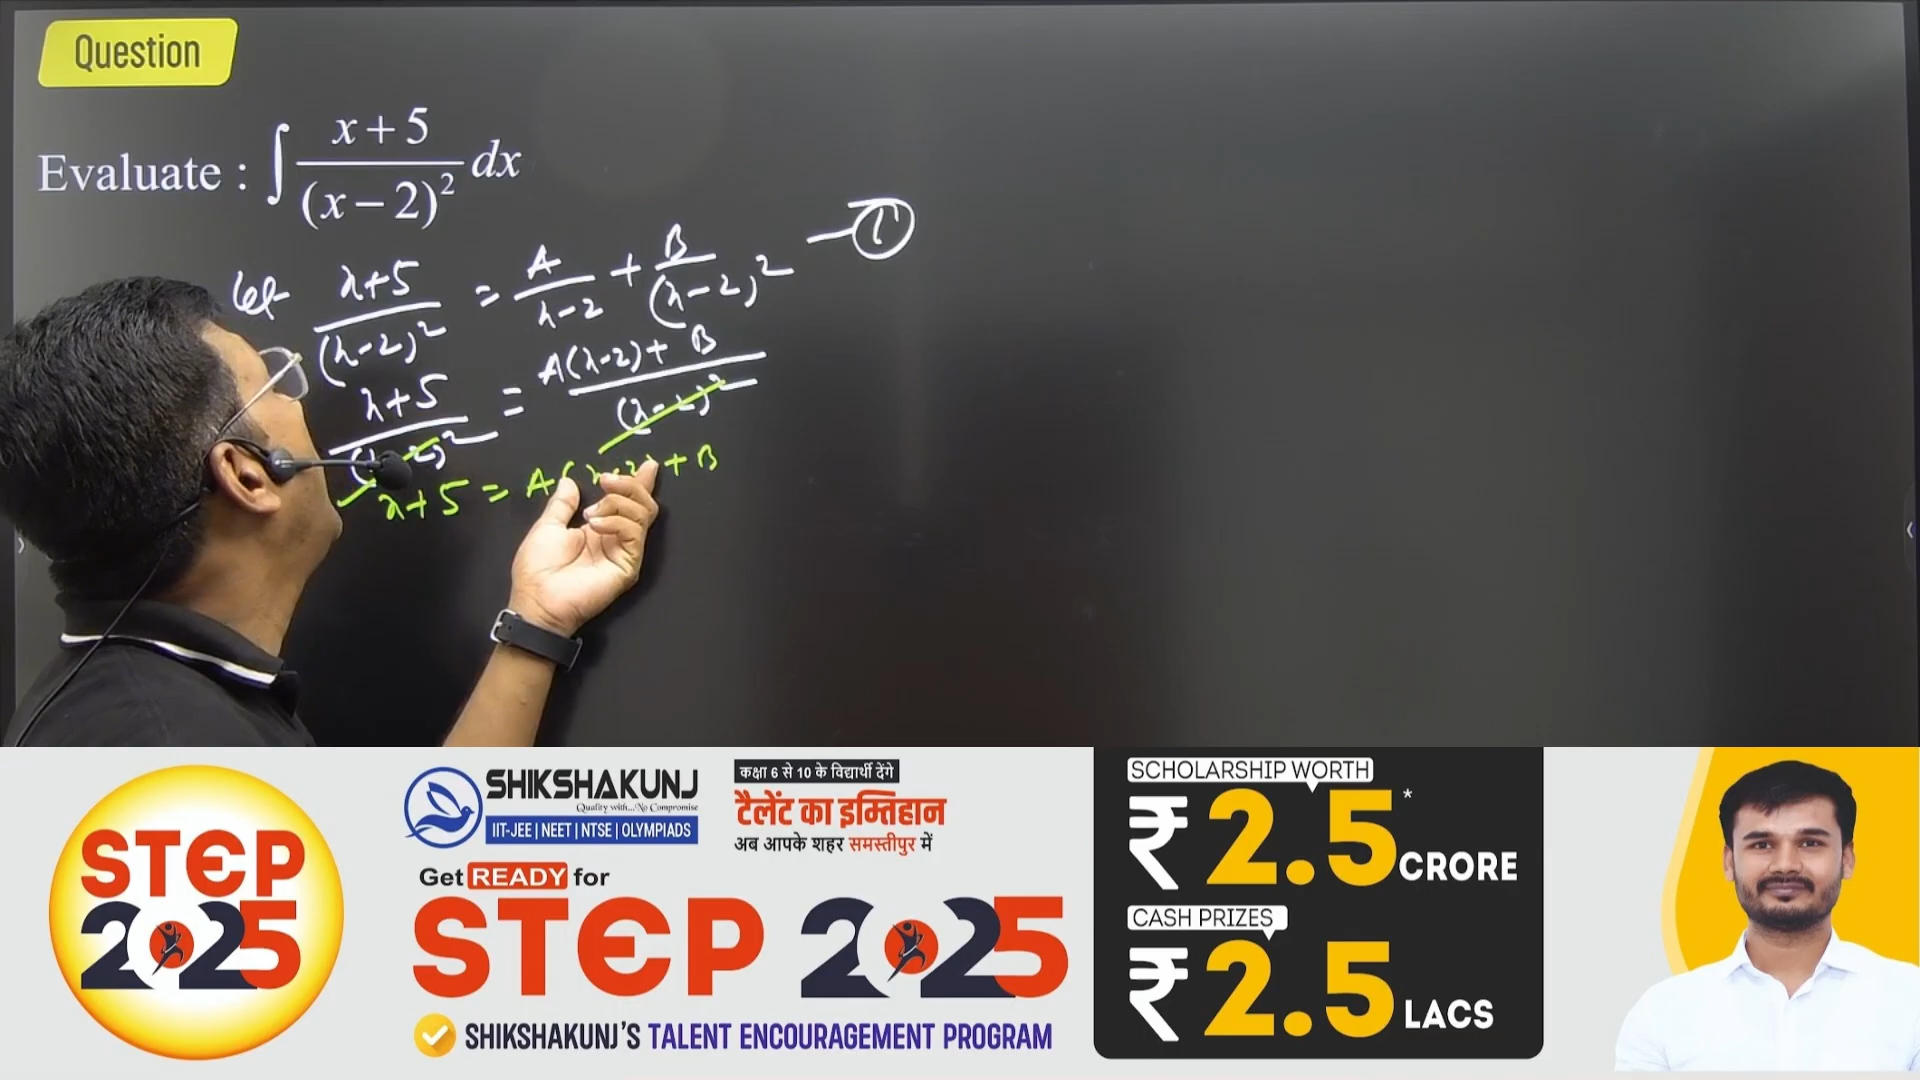 Question
Evaluate : ∫ x+5 / (x−2)² dx
Let x+5 / (x-2)² = A / x-2 + B / (x-2)² — ①
x+5 / (x-2)² = A(x-2) + B / (x-2)²
x+5 = A(x-2) + B
STEP
2025
SHIKSHAKUNJ
Quality with...No Compromise
IIT-JEE | NEET | NTSE | OLYMPIADS
कक्षा 6 से 10 के विद्यार्थी देंगे
टैलेंट का इम्तिहान
अब आपके शहर समस्तीपुर में
Get READY for
STEP 2025
SHIKSHAKUNJ'S TALENT ENCOURAGEMENT PROGRAM
SCHOLARSHIP WORTH
₹ 2.5* CRORE
CASH PRIZES
₹ 2.5 LACS